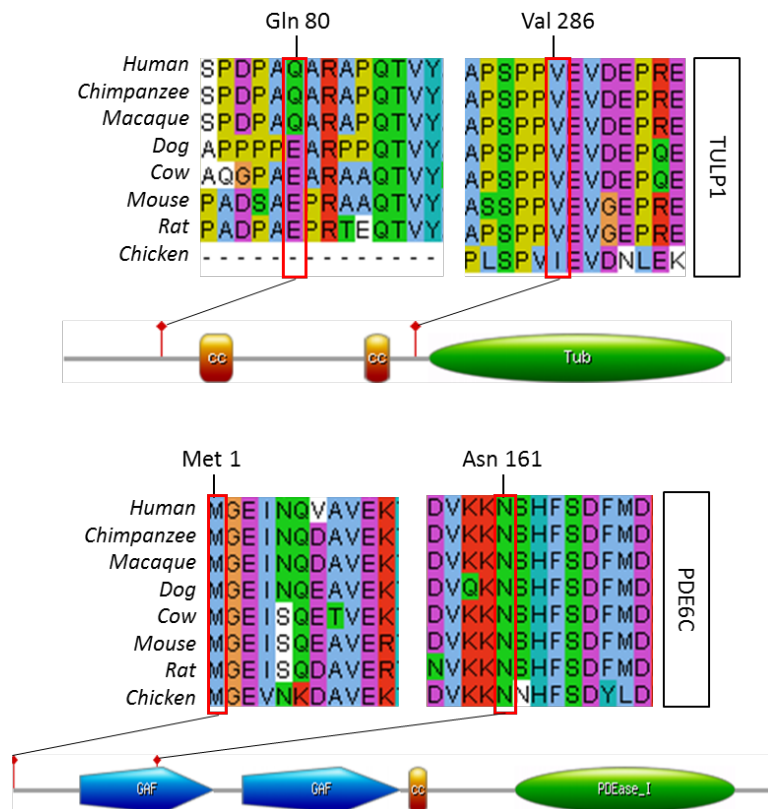 Gln 80 Val 286
Human SPDPAQARAPQTVY APSPPVEVDEPRE
Chimpanzee SPDPAQARAPQTVY APSPPVEVDEPRE
Macaque SPDPAQARAPQTVY APSPPVEVDEPRE
Dog APPPPEARPPQTVY APSPPVEVDEPQE
Cow AQGPAEARAAQTVY APSPPVEVDEPQE
Mouse PADSAEPRAAQTVY ASSPPVEVGEPRE
Rat PADPAEPRTEQTVY APSPPVEVGEPRE
Chicken - - - - - - - - - - - - - - PLSPVIEVDNLEK
TULP1
cc cc Tub
Met 1 Asn 161
Human MGEINQVAVEK DVKKNSHFSDFMD
Chimpanzee MGEINQDAVEK DVKKNSHFSDFMD
Macaque MGEINQDAVEK DVKKNSHFSDFMD
Dog MGEINQEAVEK DVQKNSHFSDFMD
Cow MGEISQETVEK DVKKNSHFSDFMD
Mouse MGEISQEAVER DVKKNSHFSDFMD
Rat MGEISQDAVER NVKKNSHFSDFMD
Chicken MGEVNKDAVEK DVKKNNHFSDYLD
PDE6C
GAF GAF cc PDEase_I